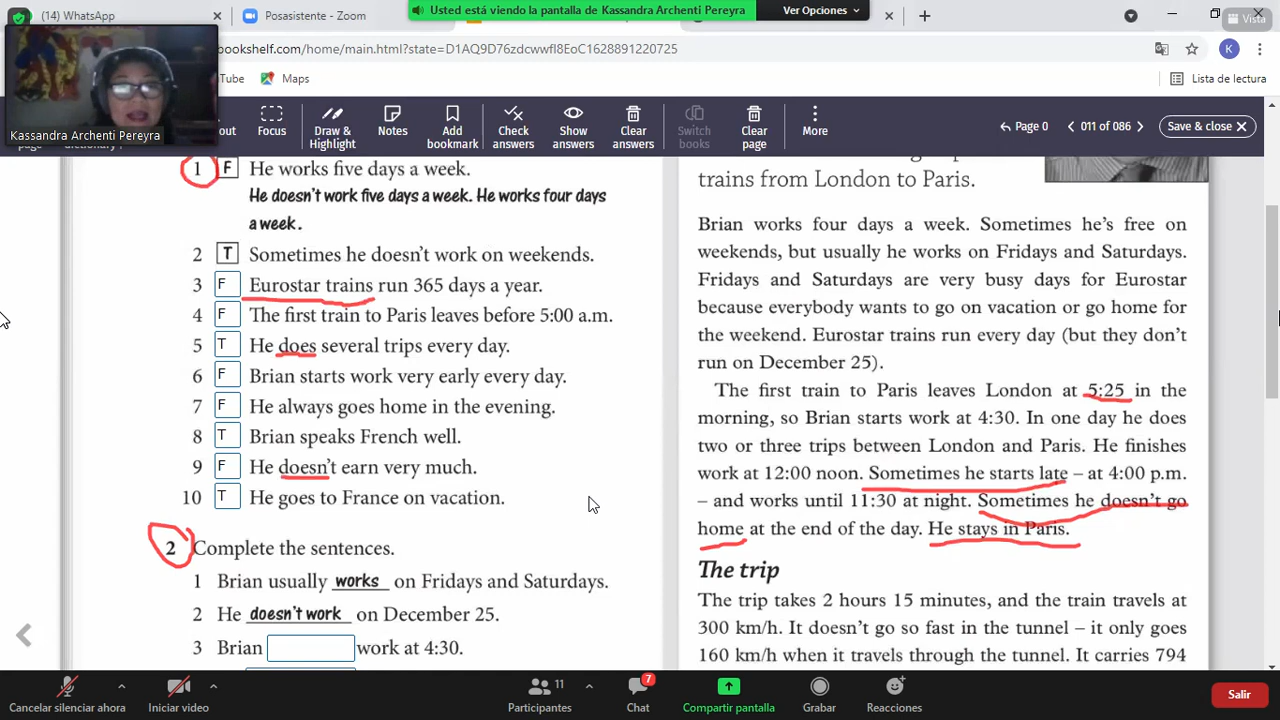 (14) WhatsApp
Posasistente - Zoom
Usted está viendo la pantalla de Kassandra Archenti Pereyra
Ver Opciones
Vista
bookshelf.com/home/main.html?state=D1AQ9D76zdcwwfl8EoC1628891220725
K
Tube
Maps
Lista de lectura
Kassandra Archenti Pereyra
out
Focus
Draw & Highlight
Notes
Add bookmark
Check answers
Show answers
Clear answers
Switch books
Clear page
More
Page 0
011 of 086
Save & close
1 F He works five days a week.
He doesn't work five days a week. He works four days
a week.
2 T Sometimes he doesn't work on weekends.
3 F Eurostar trains run 365 days a year.
4 F The first train to Paris leaves before 5:00 a.m.
5 T He does several trips every day.
6 F Brian starts work very early every day.
7 F He always goes home in the evening.
8 T Brian speaks French well.
9 F He doesn't earn very much.
10 T He goes to France on vacation.
2 Complete the sentences.
1 Brian usually works on Fridays and Saturdays.
2 He doesn't work on December 25.
3 Brian work at 4:30.
trains from London to Paris.
Brian works four days a week. Sometimes he's free on
weekends, but usually he works on Fridays and Saturdays.
Fridays and Saturdays are very busy days for Eurostar
because everybody wants to go on vacation or go home for
the weekend. Eurostar trains run every day (but they don't
run on December 25).
The first train to Paris leaves London at 5:25 in the
morning, so Brian starts work at 4:30. In one day he does
two or three trips between London and Paris. He finishes
work at 12:00 noon. Sometimes he starts late – at 4:00 p.m.
– and works until 11:30 at night. Sometimes he doesn't go
home at the end of the day. He stays in Paris.
The trip
The trip takes 2 hours 15 minutes, and the train travels at
300 km/h. It doesn't go so fast in the tunnel – it only goes
160 km/h when it travels through the tunnel. It carries 794
Cancelar silenciar ahora
Iniciar video
11
Participantes
7
Chat
Compartir pantalla
Grabar
Reacciones
Salir